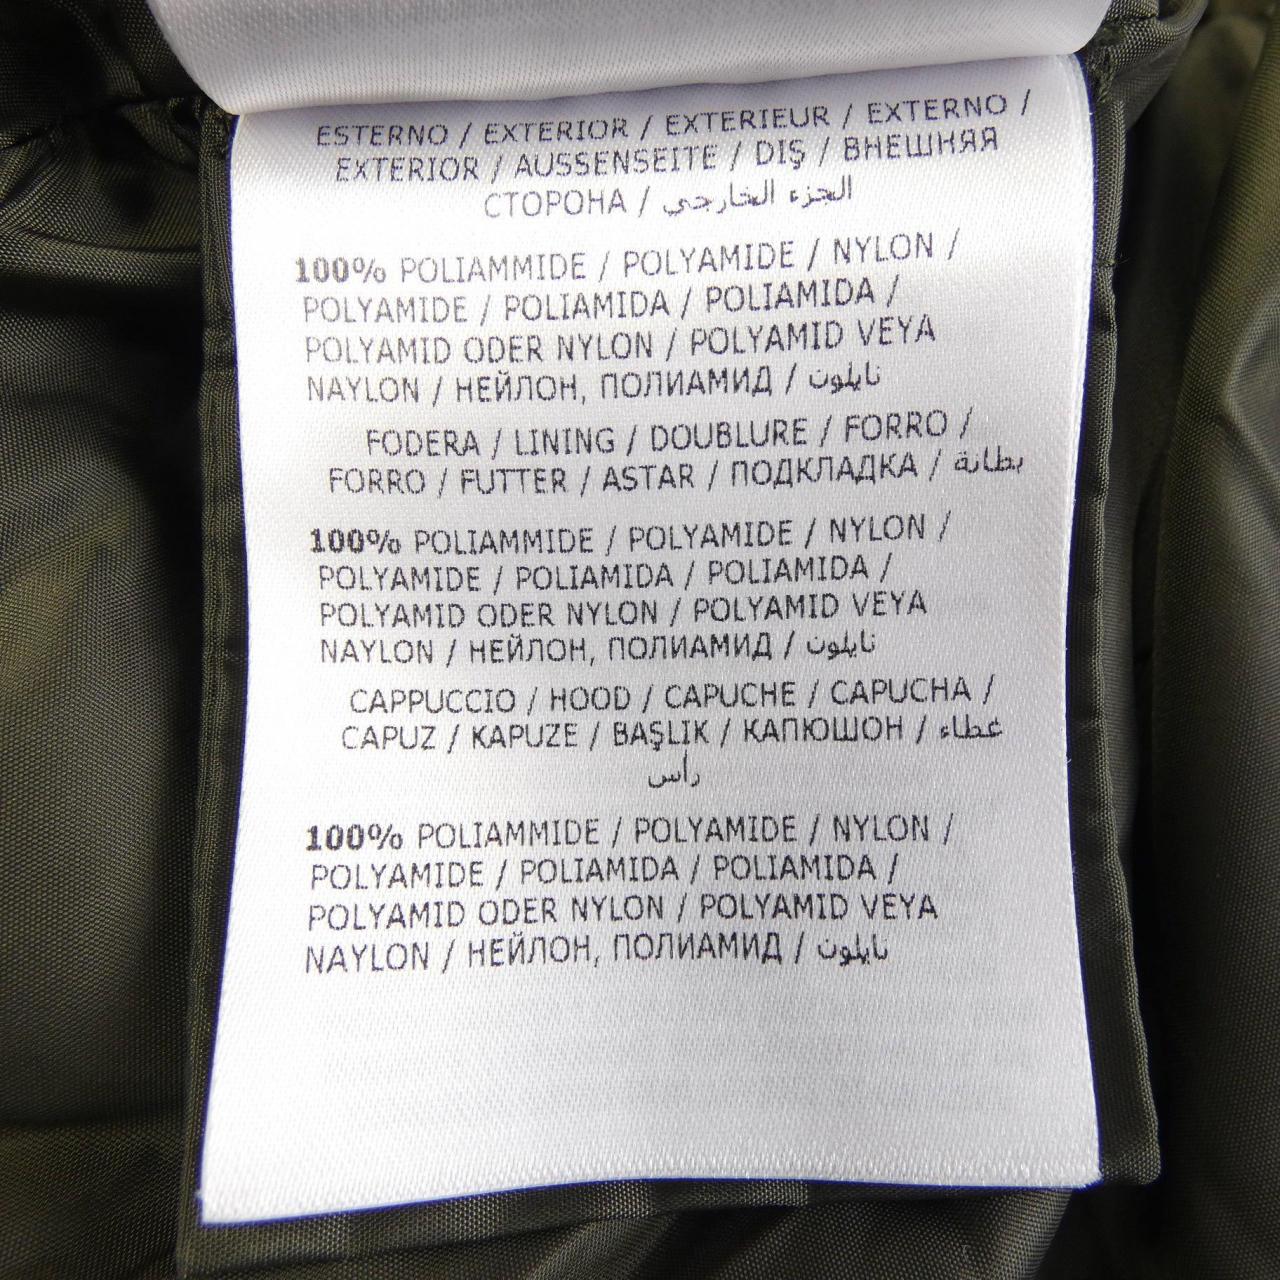 ESTERNO / EXTERIOR / EXTERIEUR / EXTERNO /
EXTERIOR / AUSSENSEITE / DIŞ / ВНЕШНЯЯ
СТОРОНА / الجزء الخارجي
100% POLIAMMIDE / POLYAMIDE / NYLON /
POLYAMIDE / POLIAMIDA / POLIAMIDA /
POLYAMID ODER NYLON / POLYAMID VEYA
NAYLON / НЕЙЛОН, ПОЛИАМИД / نايلون
FODERA / LINING / DOUBLURE / FORRO /
FORRO / FUTTER / ASTAR / ПОДКЛАДКА / بطانة
100% POLIAMMIDE / POLYAMIDE / NYLON /
POLYAMIDE / POLIAMIDA / POLIAMIDA /
POLYAMID ODER NYLON / POLYAMID VEYA
NAYLON / НЕЙЛОН, ПОЛИАМИД / نايلون
CAPPUCCIO / HOOD / CAPUCHE / CAPUCHA /
CAPUZ / KAPUZE / BAŞLIK / КАПЮШОН / غطاء
رأس
100% POLIAMMIDE / POLYAMIDE / NYLON /
POLYAMIDE / POLIAMIDA / POLIAMIDA /
POLYAMID ODER NYLON / POLYAMID VEYA
NAYLON / НЕЙЛОН, ПОЛИАМИД / نايلون